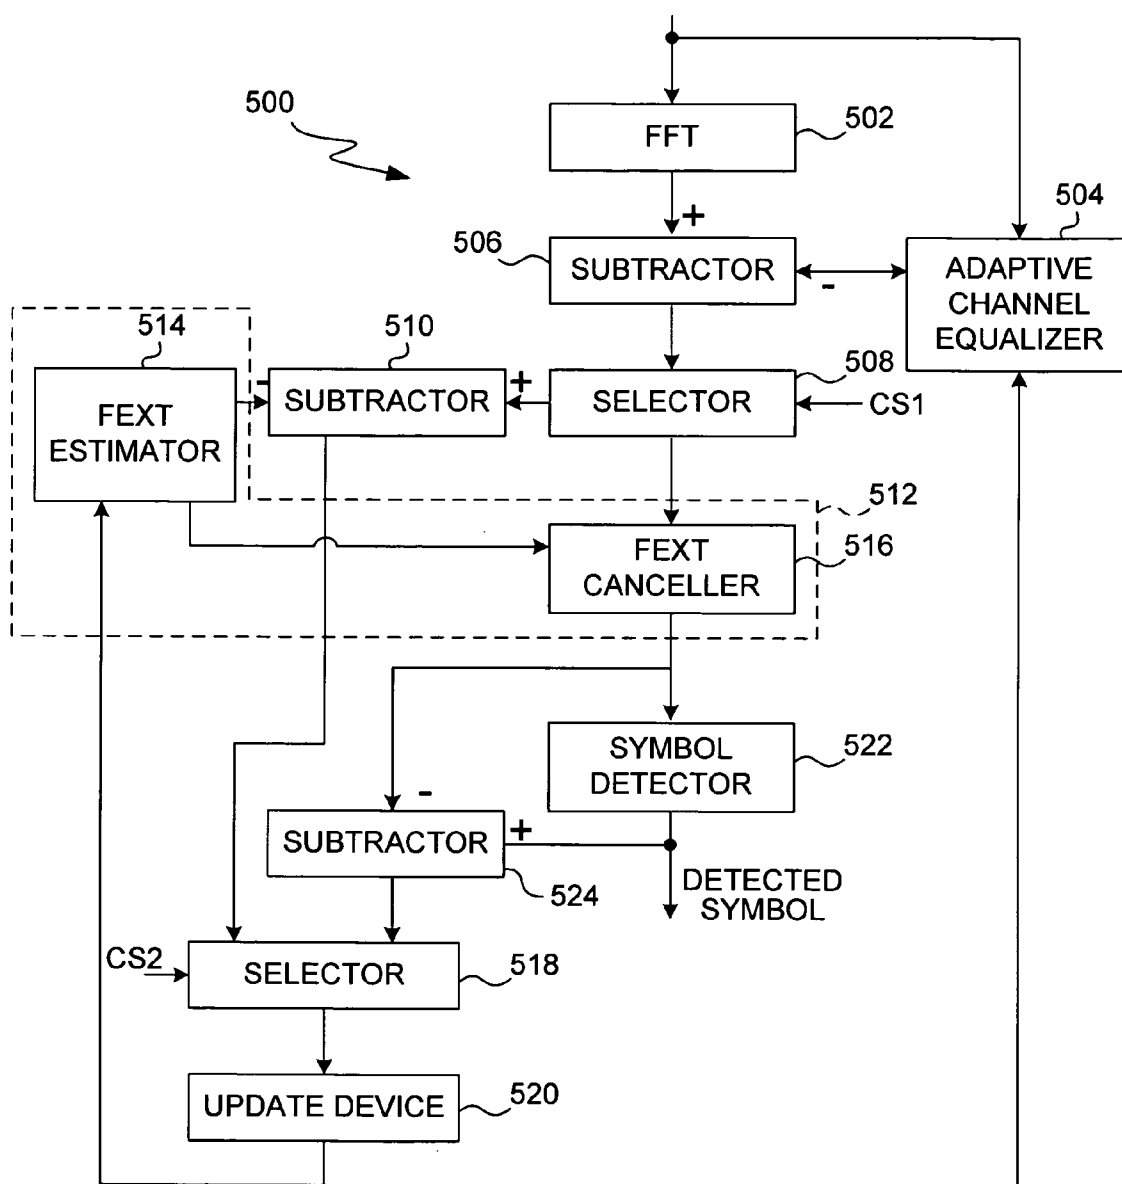 500
FFT
502
+
506
SUBTRACTOR
-
504
ADAPTIVE
CHANNEL
EQUALIZER
514
FEXT
ESTIMATOR
-
510
SUBTRACTOR
+
508
SELECTOR
CS1
512
FEXT
CANCELLER
516
SYMBOL
DETECTOR
522
-
SUBTRACTOR
+
524
DETECTED
SYMBOL
CS2
SELECTOR
518
UPDATE DEVICE
520